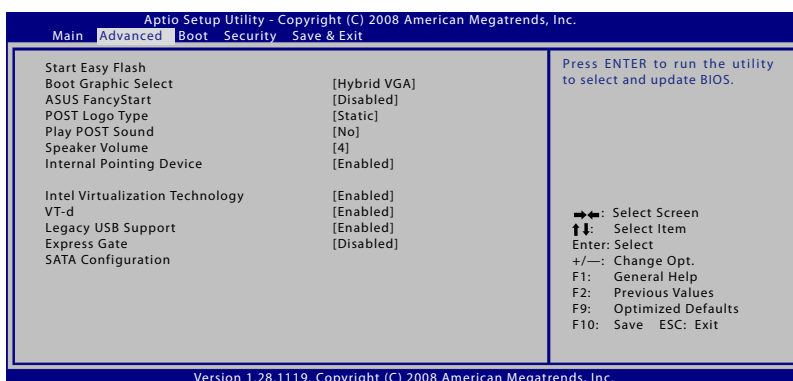 Aptio Setup Utility - Copyright (C) 2008 American Megatrends, Inc.
Main Advanced Boot Security Save & Exit
Start Easy Flash
Boot Graphic Select [Hybrid VGA]
ASUS FancyStart [Disabled]
POST Logo Type [Static]
Play POST Sound [No]
Speaker Volume [4]
Internal Pointing Device [Enabled]
Intel Virtualization Technology [Enabled]
VT-d [Enabled]
Legacy USB Support [Enabled]
Express Gate [Disabled]
SATA Configuration
Press ENTER to run the utility
to select and update BIOS.
→←: Select Screen
↑↓: Select Item
Enter: Select
+/—: Change Opt.
F1: General Help
F2: Previous Values
F9: Optimized Defaults
F10: Save ESC: Exit
Version 1.28.1119. Copyright (C) 2008 American Megatrends, Inc.